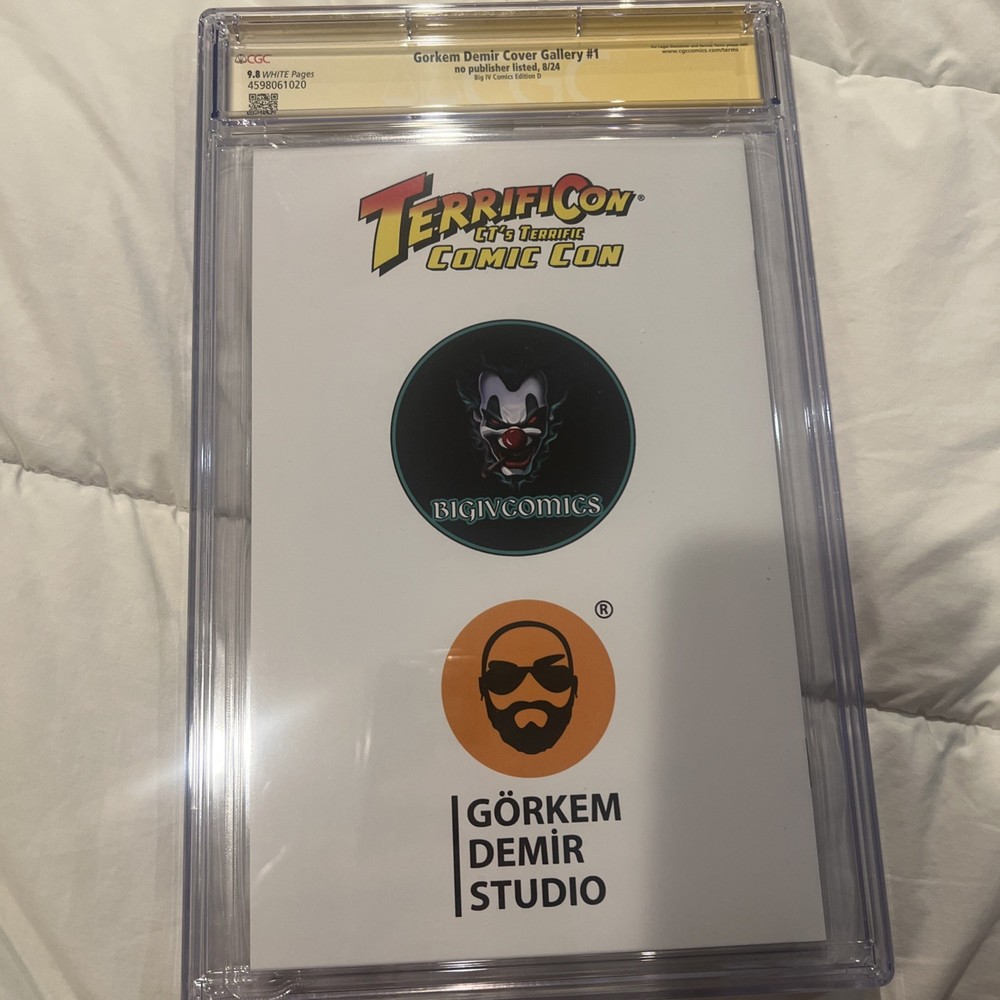 CGC
Gorkem Demir Cover Gallery #1
no publisher listed, 8/24
Big IV Comics Edition D
9.8 WHITE Pages
4598061020
www.cgccomics.com/terms
TERRIFICON®
CT's TERRIFIC
COMIC CON
BIGIVCOMICS
®
GÖRKEM
DEMİR
STUDIO